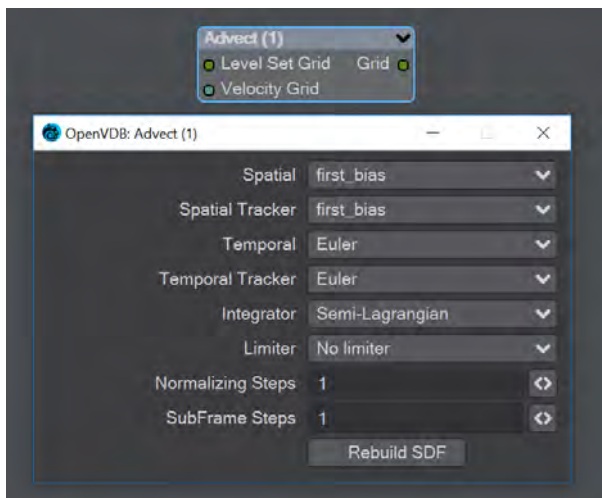 Advect (1)
Level Set Grid Grid
Velocity Grid
OpenVDB: Advect (1)
Spatial first_bias
Spatial Tracker first_bias
Temporal Euler
Temporal Tracker Euler
Integrator Semi-Lagrangian
Limiter No limiter
Normalizing Steps 1
SubFrame Steps 1
Rebuild SDF